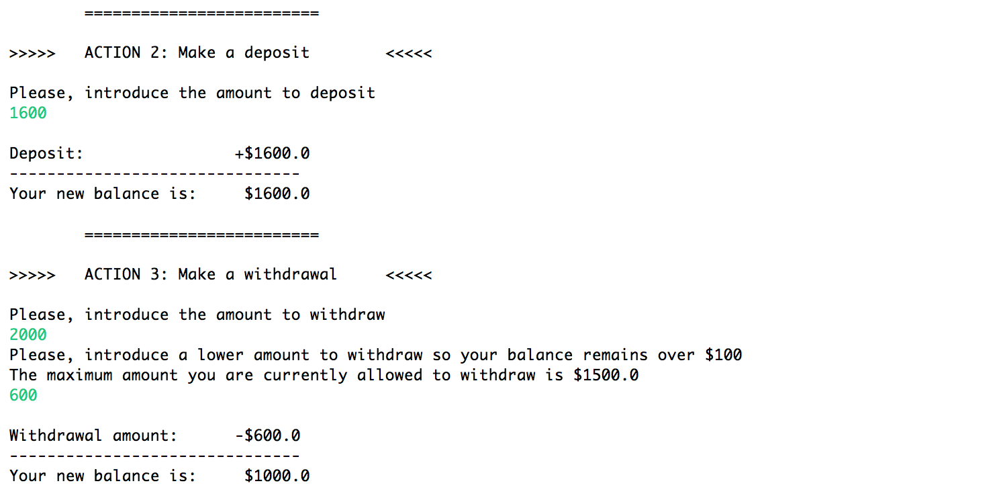 =========================
>>>>>   ACTION 2: Make a deposit        <<<<<
Please, introduce the amount to deposit
1600
Deposit:                +$1600.0
-------------------------------
Your new balance is:     $1600.0
=========================
>>>>>   ACTION 3: Make a withdrawal     <<<<<
Please, introduce the amount to withdraw
2000
Please, introduce a lower amount to withdraw so your balance remains over $100
The maximum amount you are currently allowed to withdraw is $1500.0
600
Withdrawal amount:      -$600.0
-------------------------------
Your new balance is:     $1000.0